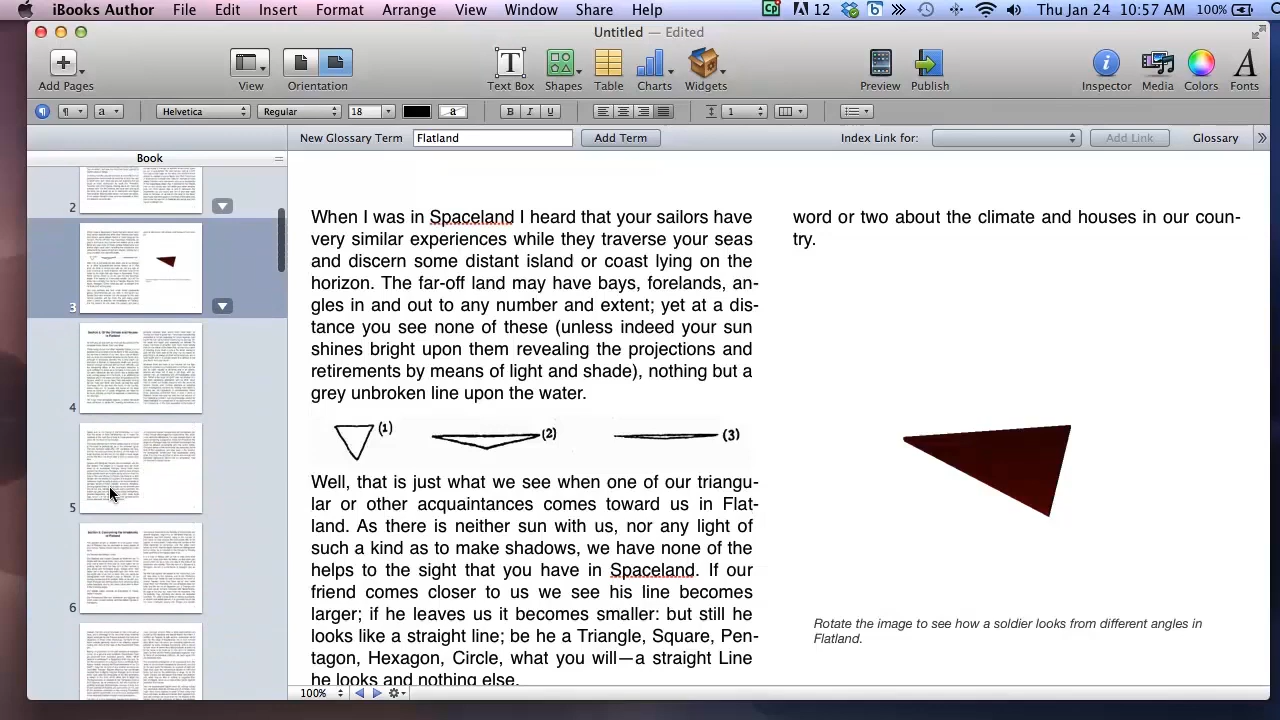 iBooks Author File Edit Insert Format Arrange View Window Share Help 12 Thu Jan 24 10:57 AM 100%
Untitled — Edited
Add Pages View Orientation Text Box Shapes Table Charts Widgets Preview Publish Inspector Media Colors Fonts
¶ a Helvetica Regular 18 a B I U 1
New Glossary Term Flatland Add Term Index Link for: Add Link Glossary
Book
2
3
4
5
6
When I was in Spaceland I heard that your sailors have
very similar experiences while they traverse your seas
and discern some distant island or coast lying on the
horizon. The far-off land may have bays, forelands, an-
gles in and out to any number and extent; yet at a dis-
tance you see none of these (unless indeed your sun
shines bright upon them revealing the projections and
retirements by means of light and shade), nothing but a
grey unbroken line upon the water.
(1) (2) (3)
Well, that is just what we see when one of our triangu-
lar or other acquaintances comes toward us in Flat-
land. As there is neither sun with us, nor any light of
such a kind as to make shadows, we have none of the
helps to the sight that you have in Spaceland. If our
friend comes closer to us we see his line becomes
larger; if he leaves us it becomes smaller: but still he
looks like a straight line; be he a Triangle, Square, Pen-
tagon, Hexagon, Circle, what you will—a straight Line
he looks and nothing else.
word or two about the climate and houses in our coun-
try.
Rotate the image to see how a soldier looks from different angles in
Flatland.